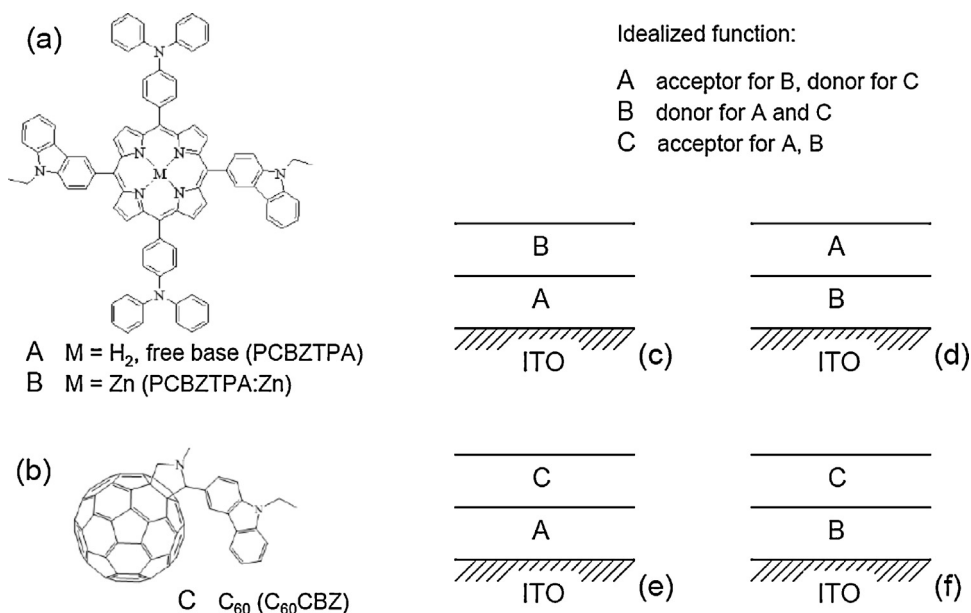 (a)
N
N
N
N
N
M
N
N
N
N
A M = H₂, free base (PCBZTPA)
B M = Zn (PCBZTPA:Zn)
(b)
N
N
C C₆₀ (C₆₀CBZ)
Idealized function:
A acceptor for B, donor for C
B donor for A and C
C acceptor for A, B
B
A
ITO
(c)
A
B
ITO
(d)
C
A
ITO
(e)
C
B
ITO
(f)